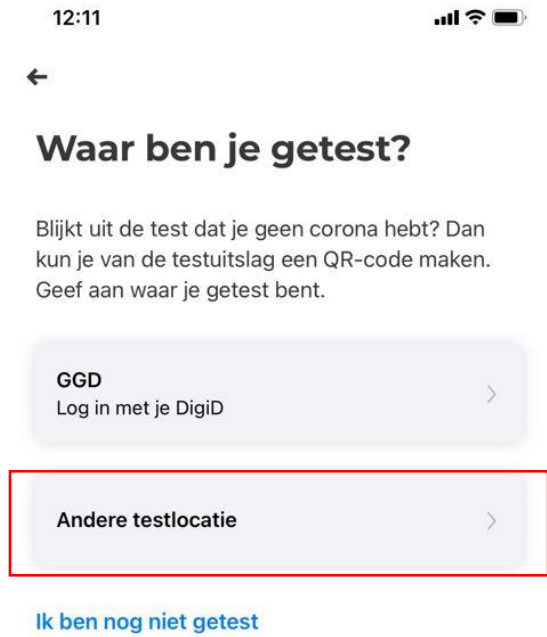 12:11
Waar ben je getest?
Blijkt uit de test dat je geen corona hebt? Dan
kun je van de testuitslag een QR-code maken.
Geef aan waar je getest bent.
GGD
Log in met je DigiD
Andere testlocatie
Ik ben nog niet getest